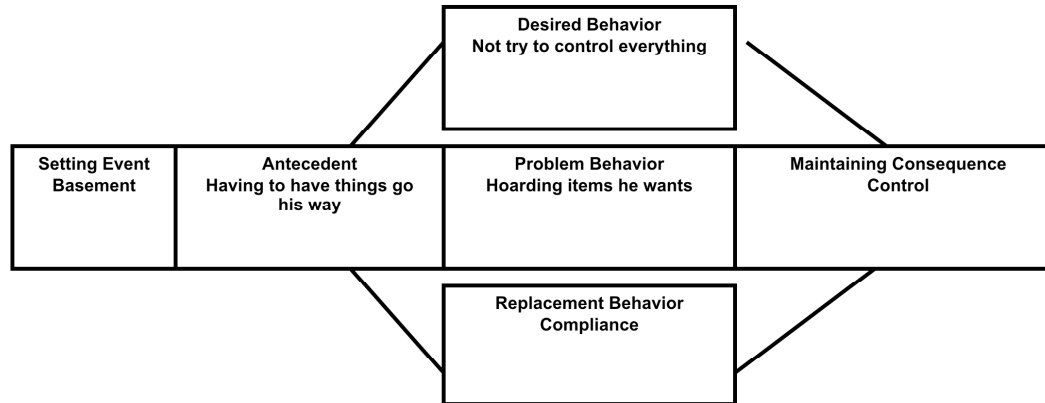 Desired Behavior
Not try to control everything
Setting Event
Basement
Antecedent
Having to have things go
his way
Problem Behavior
Hoarding items he wants
Maintaining Consequence
Control
Replacement Behavior
Compliance